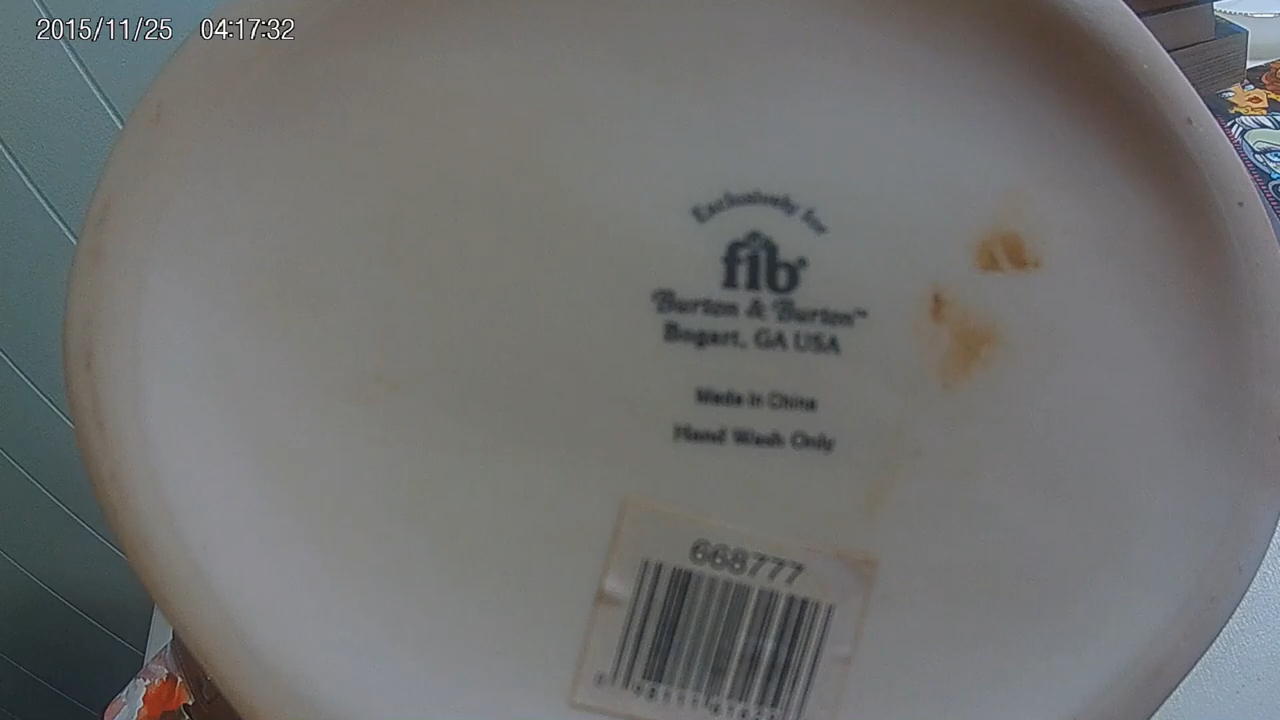 2015/11/25 04:17:32
Exclusively for
fib®
Burton & Burton™
Bogart, GA USA
Made in China
Hand Wash Only
668777